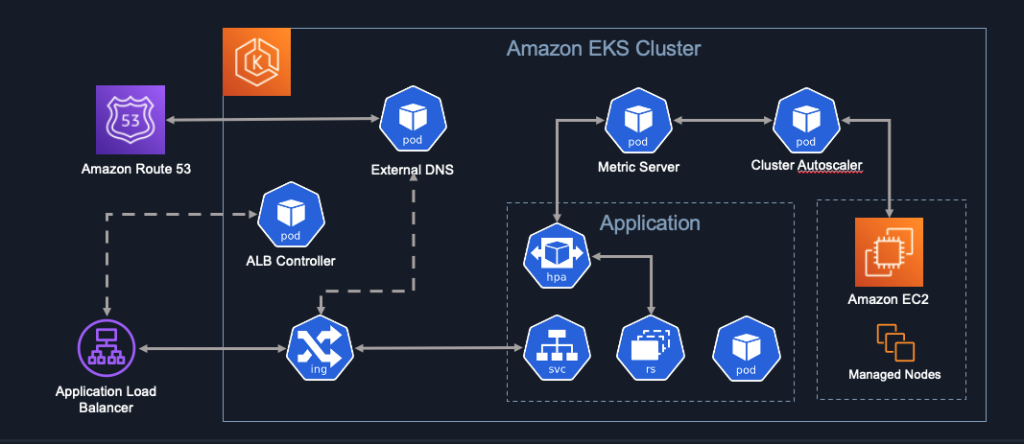 Amazon EKS Cluster
K
53
Amazon Route 53
pod
External DNS
pod
Metric Server
pod
Cluster Autoscaler
pod
ALB Controller
Application
hpa
Amazon EC2
Application Load
Balancer
ing
svc
rs
pod
Managed Nodes